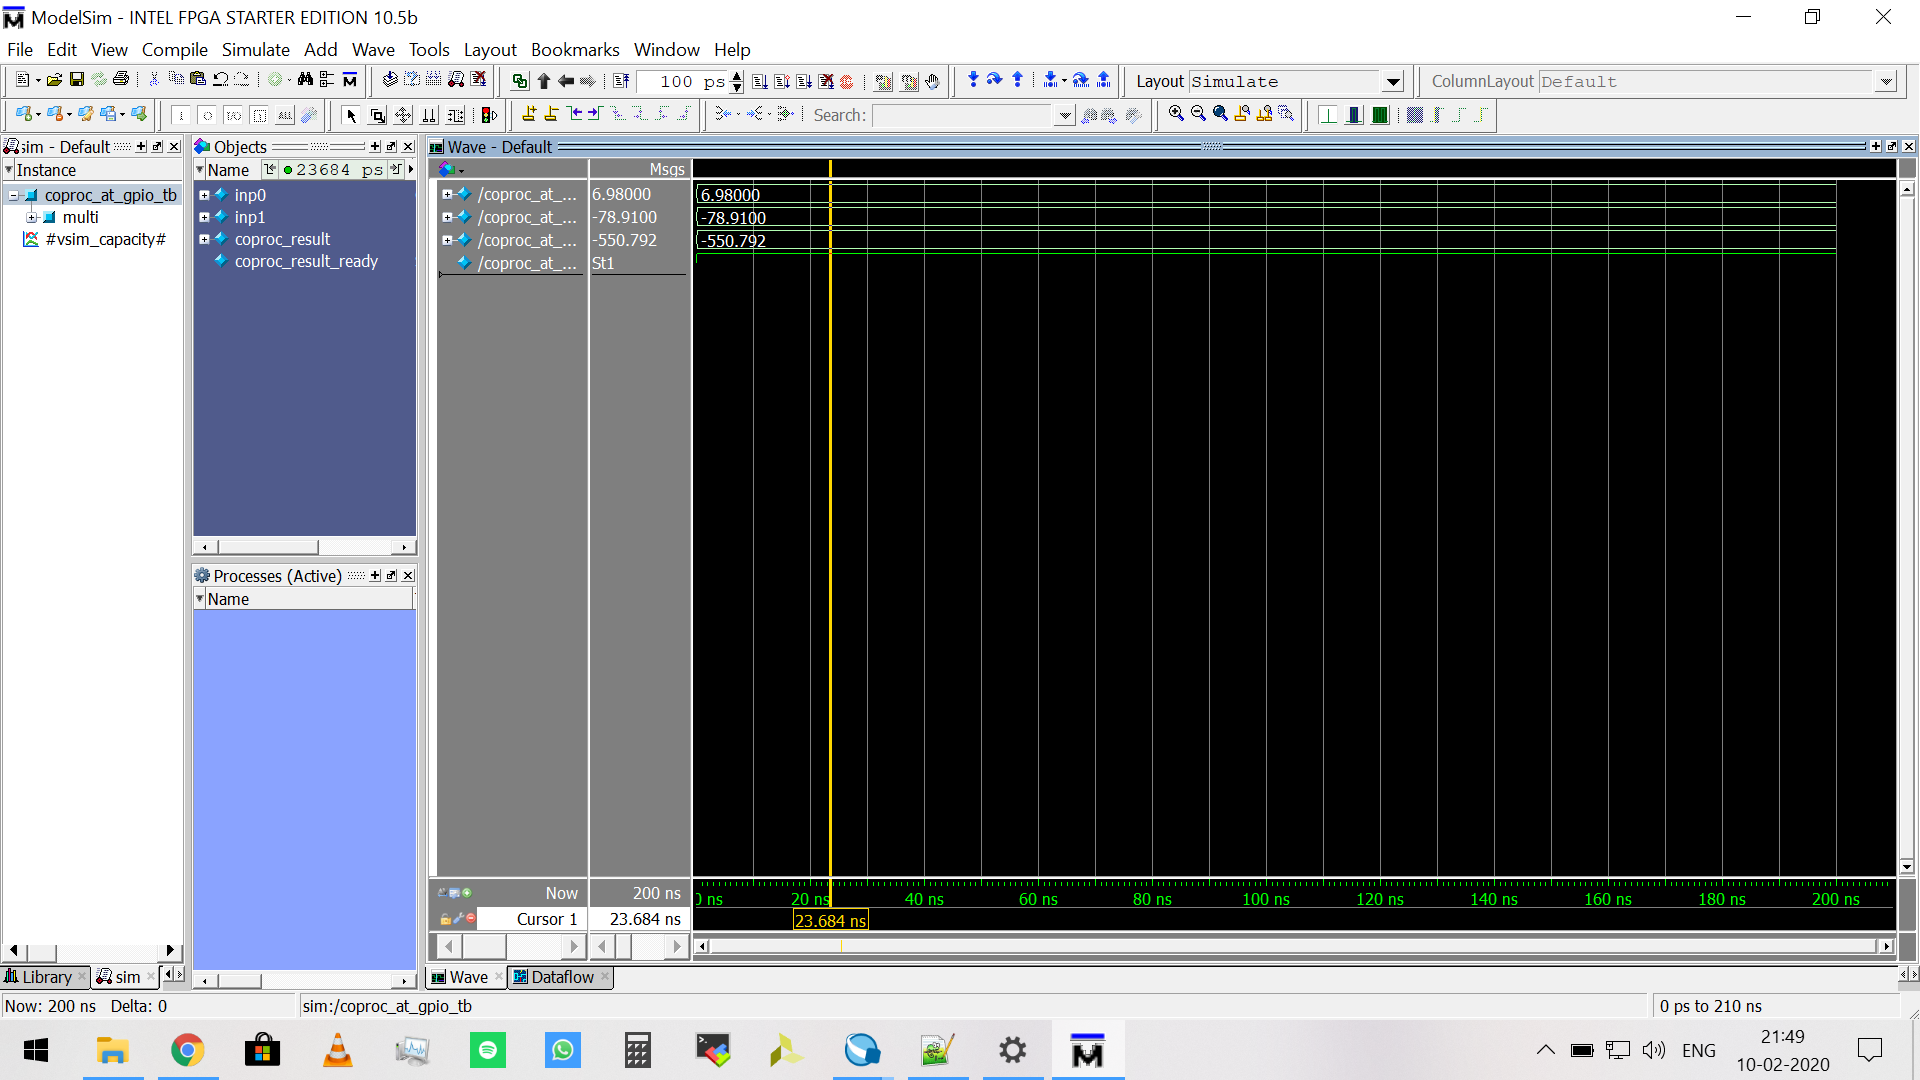 ModelSim - INTEL FPGA STARTER EDITION 10.5b
File Edit View Compile Simulate Add Wave Tools Layout Bookmarks Window Help
100 ps
Layout Simulate
ColumnLayout Default
Search:
sim - Default
Instance
coproc_at_gpio_tb
multi
#vsim_capacity#
Objects
Name
23684 ps
inp0
inp1
coproc_result
coproc_result_ready
Processes (Active)
Name
Wave - Default
Msgs
/coproc_at_... 6.98000 6.98000
/coproc_at_... -78.9100 -78.9100
/coproc_at_... -550.792 -550.792
/coproc_at_... St1
Now 200 ns
0 ns 20 ns 40 ns 60 ns 80 ns 100 ns 120 ns 140 ns 160 ns 180 ns 200 ns
Cursor 1 23.684 ns 23.684 ns
Library sim
Wave Dataflow
Now: 200 ns Delta: 0
sim:/coproc_at_gpio_tb
0 ps to 210 ns
ENG
21:49
10-02-2020